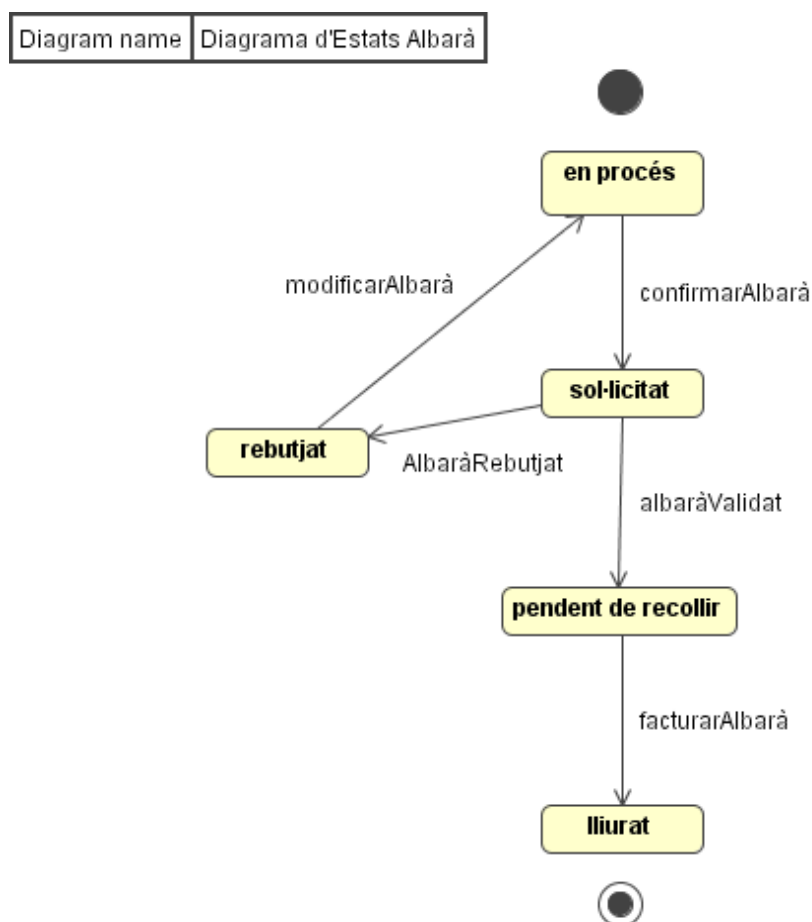 Diagram name Diagrama d'Estats Albarà
en procés
modificarAlbarà
confirmarAlbarà
sol·licitat
rebutjat
AlbaràRebutjat
albaràValidat
pendent de recollir
facturarAlbarà
lliurat